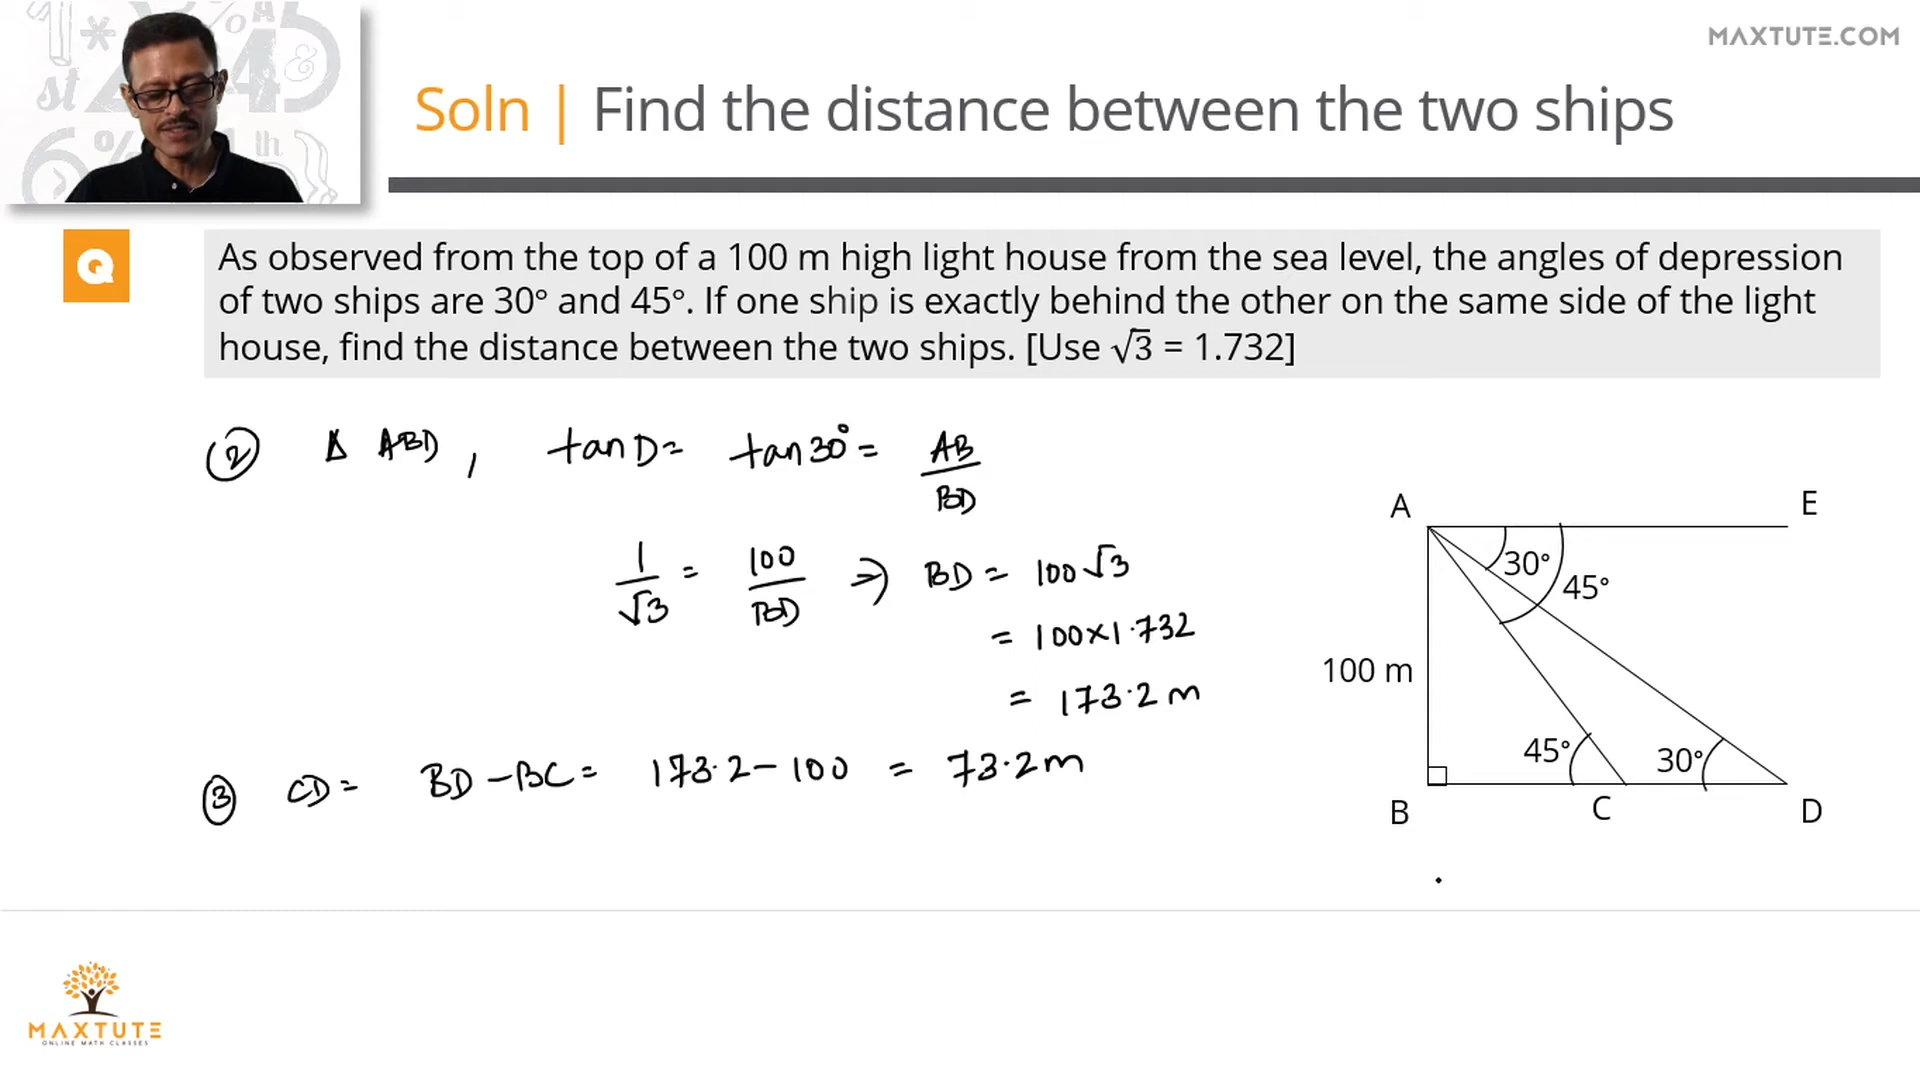 MAXTUTE.COM
Soln | Find the distance between the two ships
Q
As observed from the top of a 100 m high light house from the sea level, the angles of depression
of two ships are 30° and 45°. If one ship is exactly behind the other on the same side of the light
house, find the distance between the two ships. [Use √3 = 1.732]
② Δ ABD, tan D = tan 30° = AB/BD
1/√3 = 100/BD ⇒ BD = 100√3
= 100×1.732
= 173.2 m
③ CD = BD – BC = 173.2 – 100 = 73.2 m
A E
30°
45°
100 m
45° 30°
B C D
MAXTUTE
ONLINE MATH CLASSES